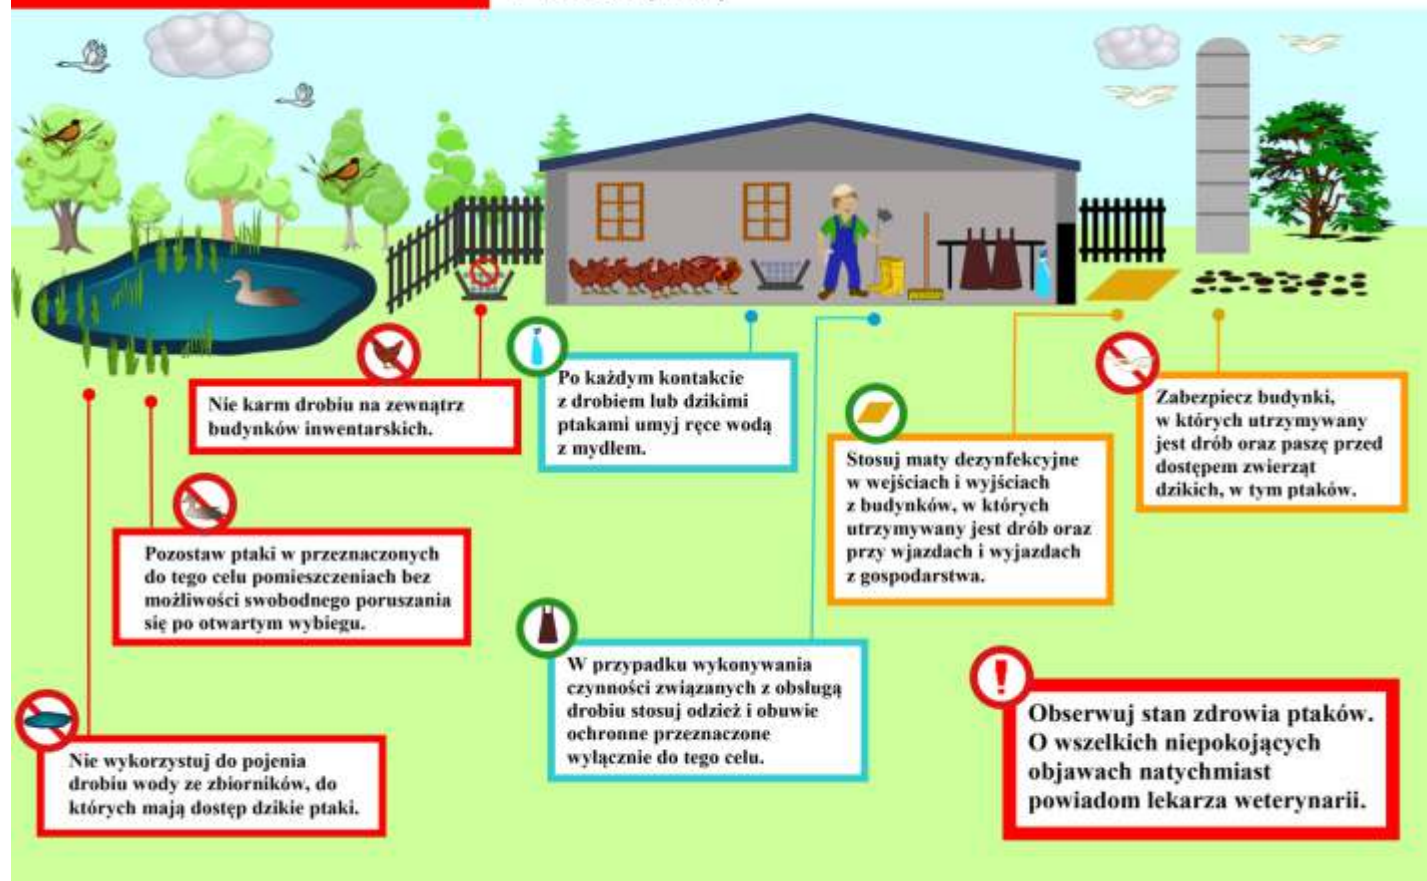 Nie karm drobiu na zewnątrz
budynków inwentarskich.
Po każdym kontakcie
z drobiem lub dzikimi
ptakami umyj ręce wodą
z mydłem.
Stosuj maty dezynfekcyjne
w wejściach i wyjściach
z budynków, w których
utrzymywany jest drób oraz
przy wjazdach i wyjazdach
z gospodarstwa.
Zabezpiecz budynki,
w których utrzymywany
jest drób oraz paszę przed
dostępem zwierząt
dzikich, w tym ptaków.
Pozostaw ptaki w przeznaczonych
do tego celu pomieszczeniach bez
możliwości swobodnego poruszania
się po otwartym wybiegu.
W przypadku wykonywania
czynności związanych z obsługą
drobiu stosuj odzież i obuwie
ochronne przeznaczone
wyłącznie do tego celu.
Nie wykorzystuj do pojenia
drobiu wody ze zbiorników, do
których mają dostęp dzikie ptaki.
Obserwuj stan zdrowia ptaków.
O wszelkich niepokojących
objawach natychmiast
powiadom lekarza weterynarii.